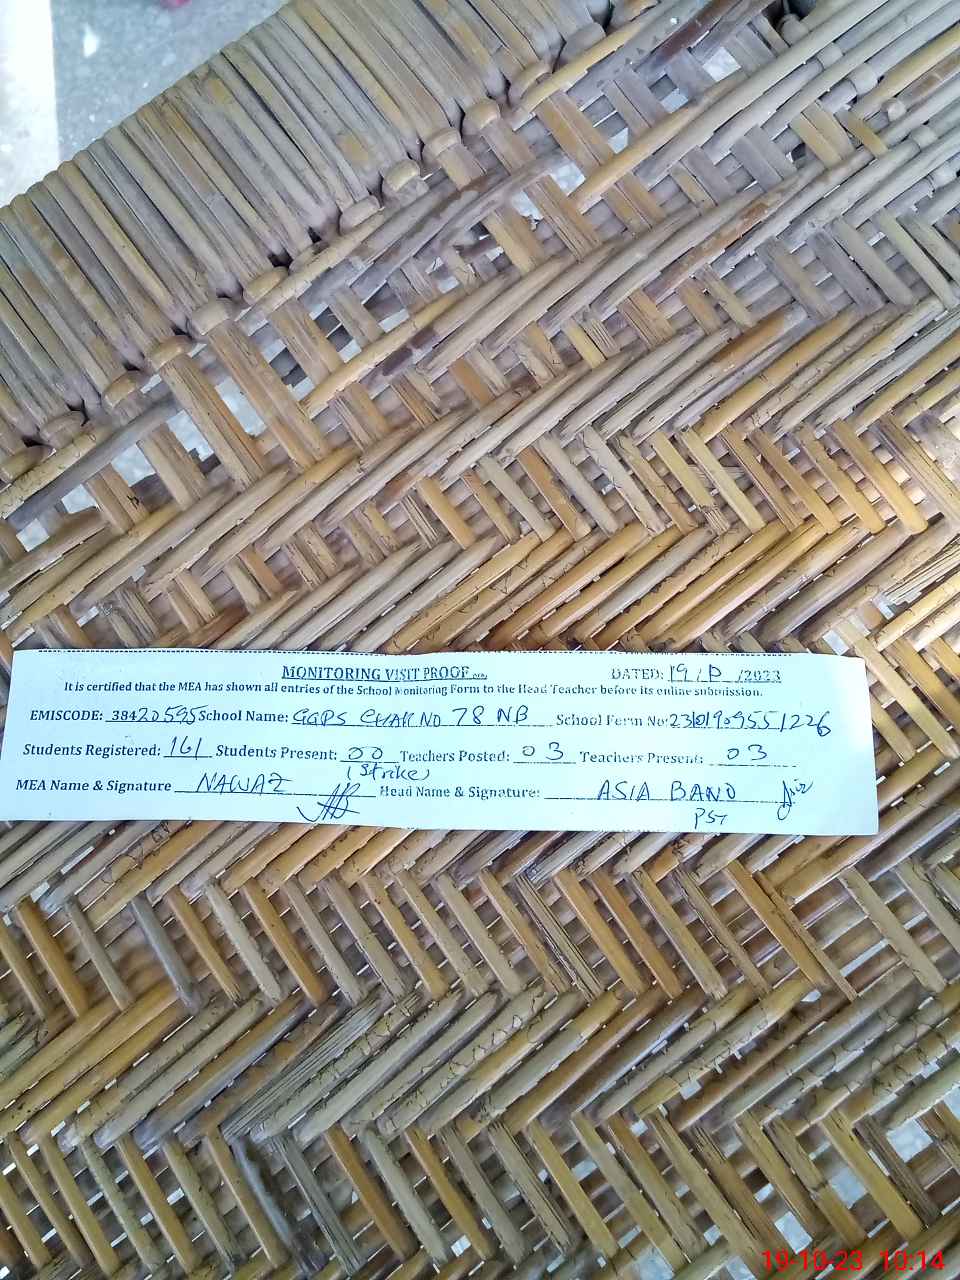 MONITORING VISIT PROOF
DATED: 19/10/2023
It is certified that the MEA has shown all entries of the School Monitoring Form to the Head Teacher before its online submission.
EMISCODE: 38420595 School Name: GGPS CHAK NO 78 NB School Form No: 23101909551226
Students Registered: 161 Students Present: 00 Teachers Posted: 03 Teachers Present: 03
(Strike)
MEA Name & Signature NAWAZ Head Name & Signature: ASIA BANO
PST
19-10-23 10:14